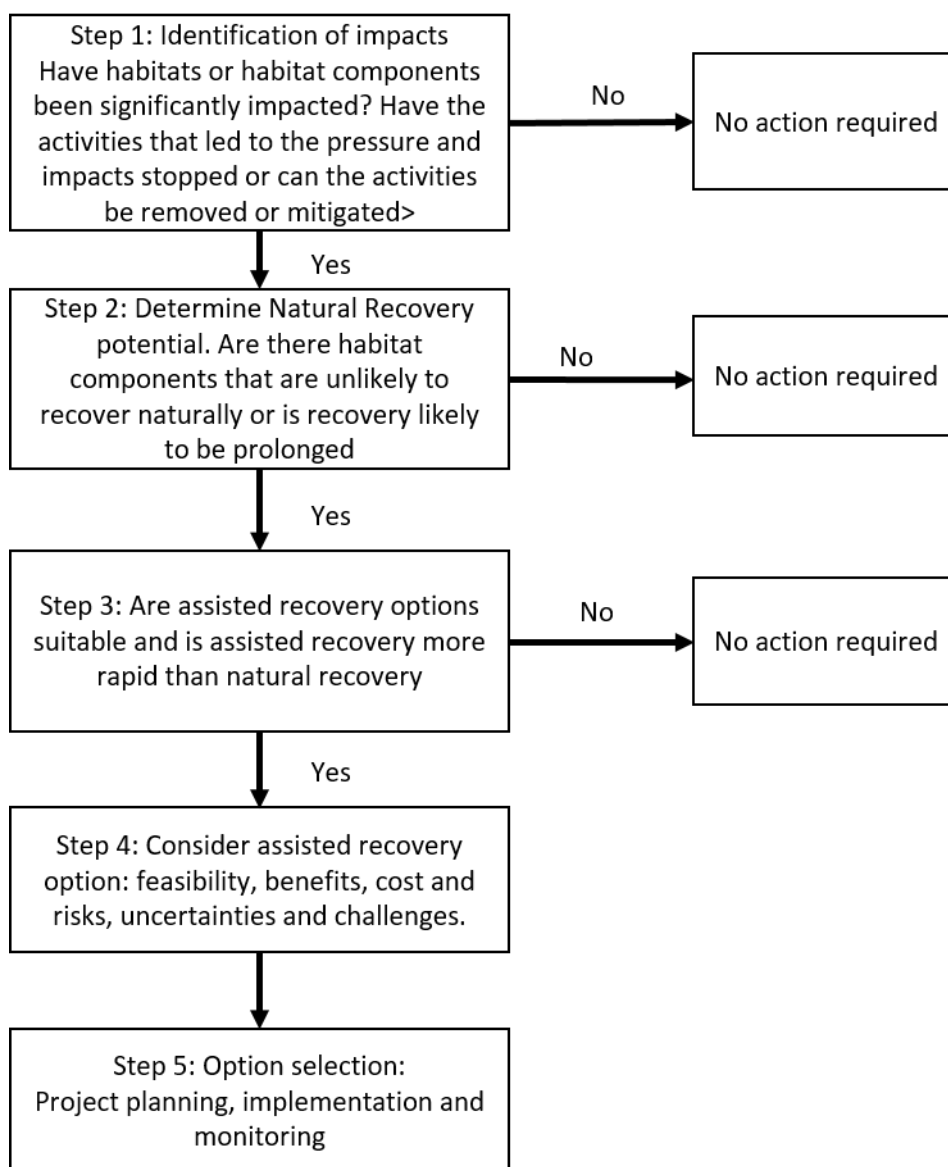 Step 1: Identification of impacts
Have habitats or habitat components
been significantly impacted? Have the
activities that led to the pressure and
impacts stopped or can the activities
be removed or mitigated>
No
No action required
Yes
Step 2: Determine Natural Recovery
potential. Are there habitat
components that are unlikely to
recover naturally or is recovery likely
to be prolonged
No
No action required
Yes
Step 3: Are assisted recovery options
suitable and is assisted recovery more
rapid than natural recovery
No
No action required
Yes
Step 4: Consider assisted recovery
option: feasibility, benefits, cost and
risks, uncertainties and challenges.
Step 5: Option selection:
Project planning, implementation and
monitoring